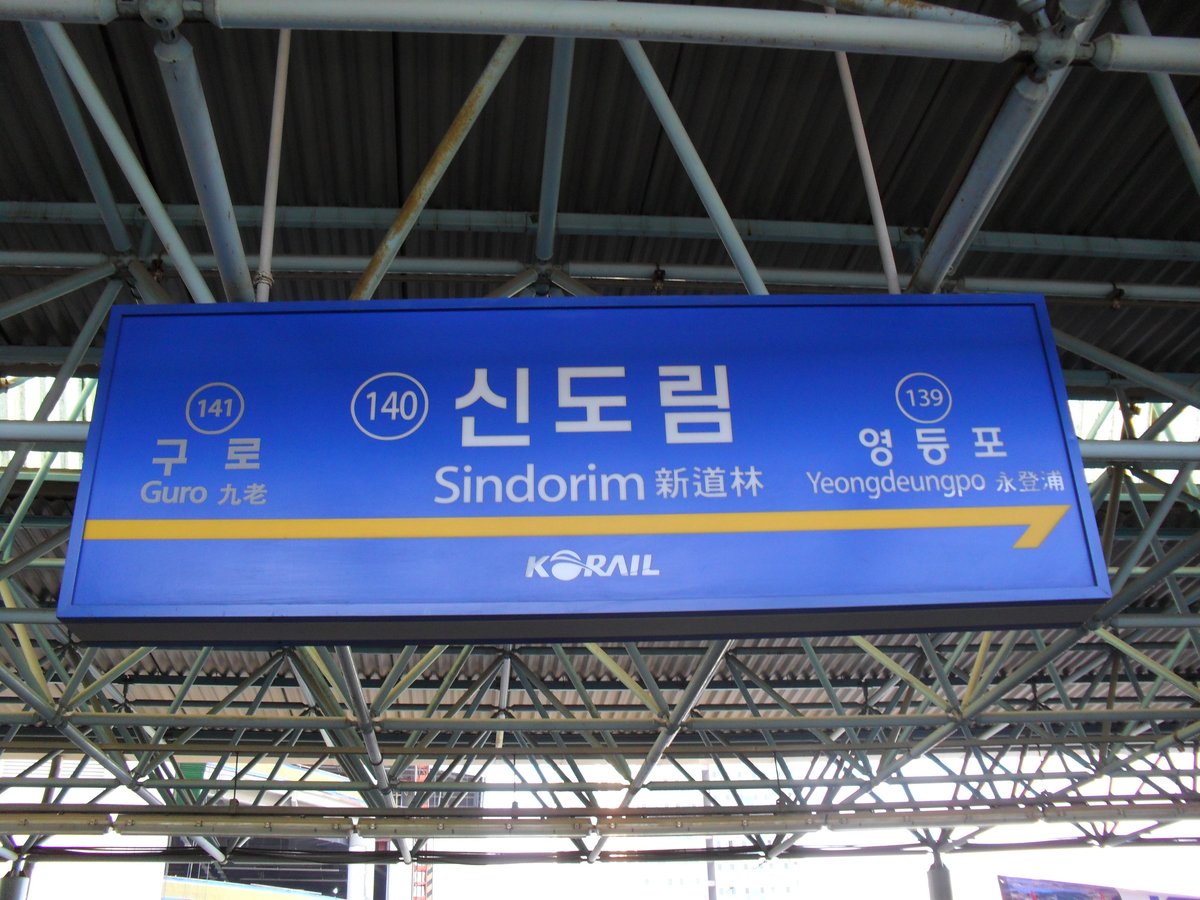 141
구로
Guro 九老
140
신도림
Sindorim 新道林
139
영등포
Yeongdeungpo 永登浦
KORAIL